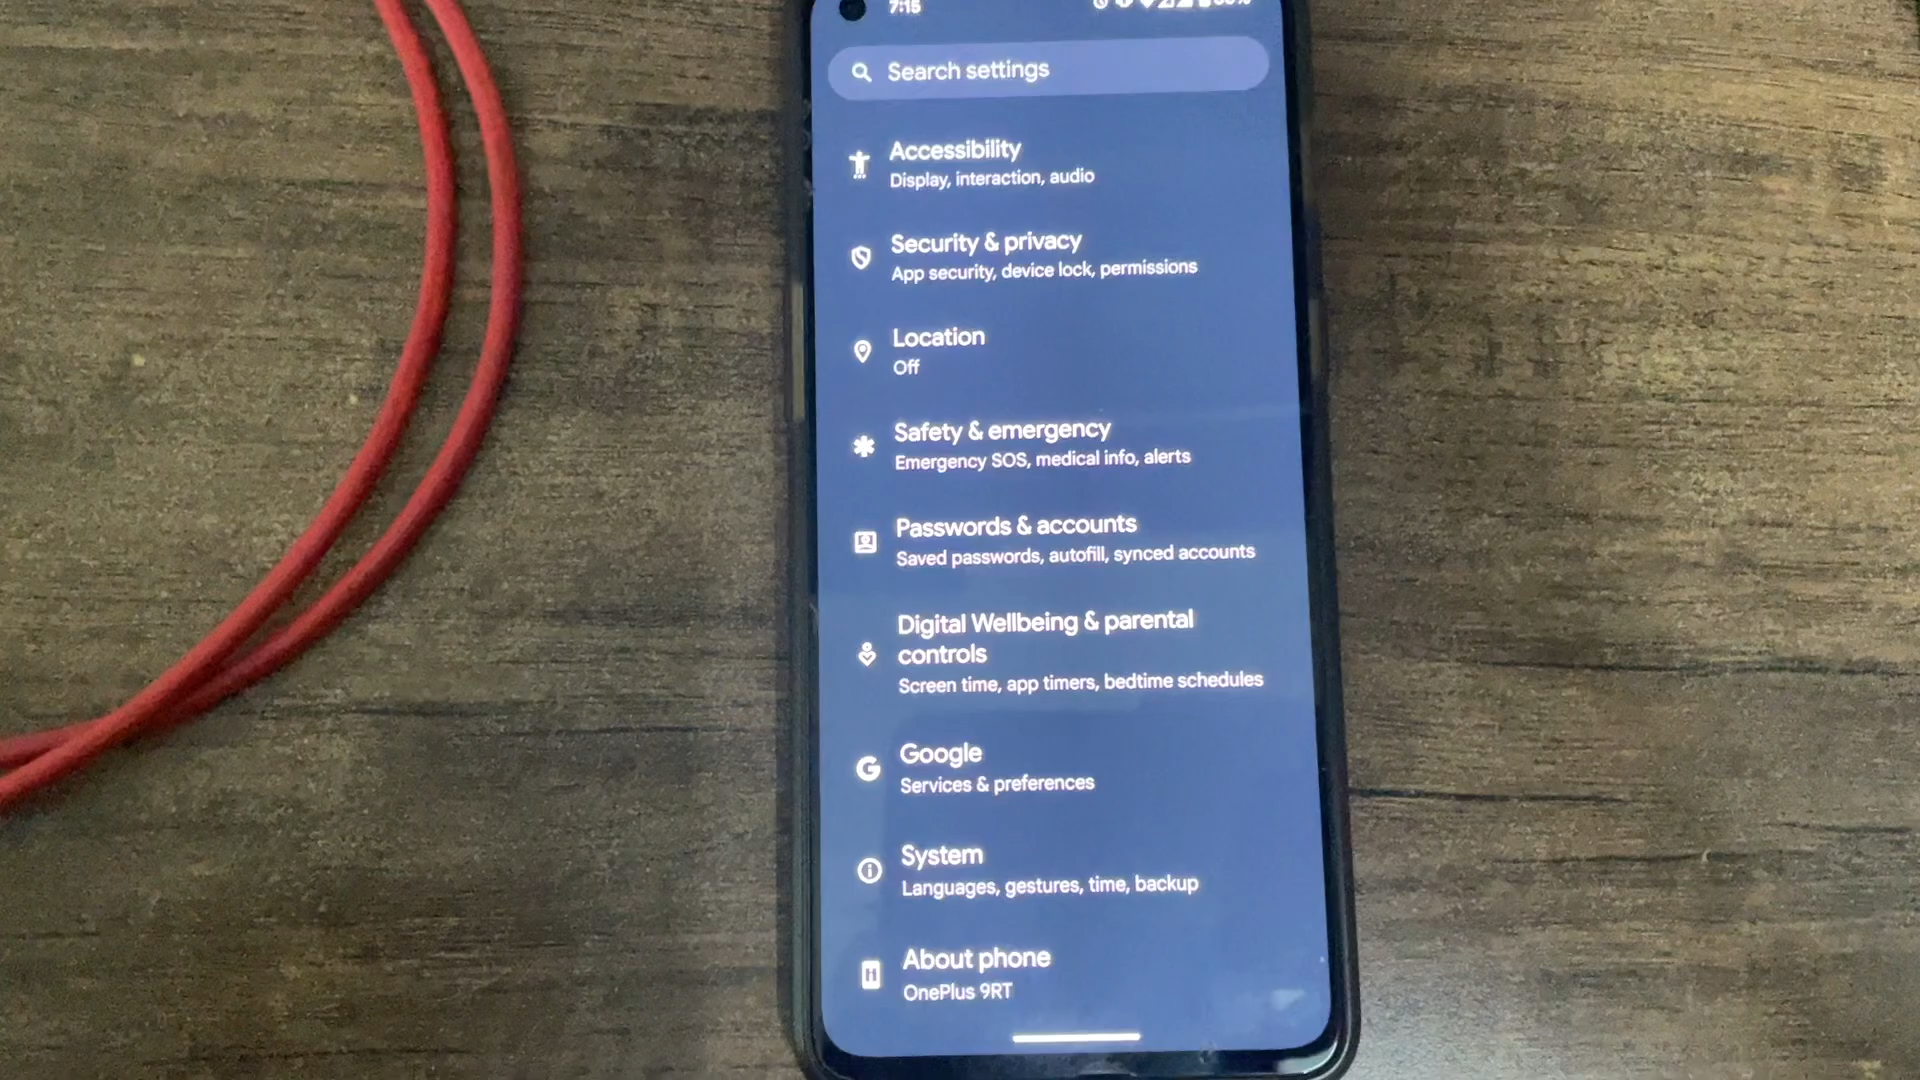 7:15
Search settings
Accessibility
Display, interaction, audio
Security & privacy
App security, device lock, permissions
Location
Off
Safety & emergency
Emergency SOS, medical info, alerts
Passwords & accounts
Saved passwords, autofill, synced accounts
Digital Wellbeing & parental
controls
Screen time, app timers, bedtime schedules
Google
Services & preferences
System
Languages, gestures, time, backup
About phone
OnePlus 9RT